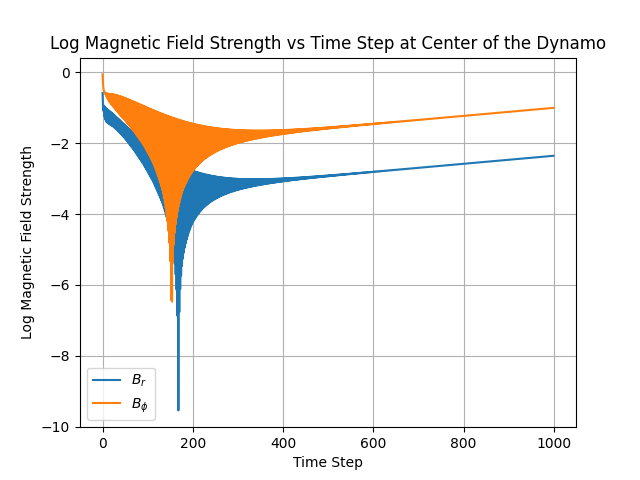 Log Magnetic Field Strength vs Time Step at Center of the Dynamo
Log Magnetic Field Strength
0
−2
−4
−6
−8
−10
B_r
B_ϕ
0
200
400
600
800
1000
Time Step